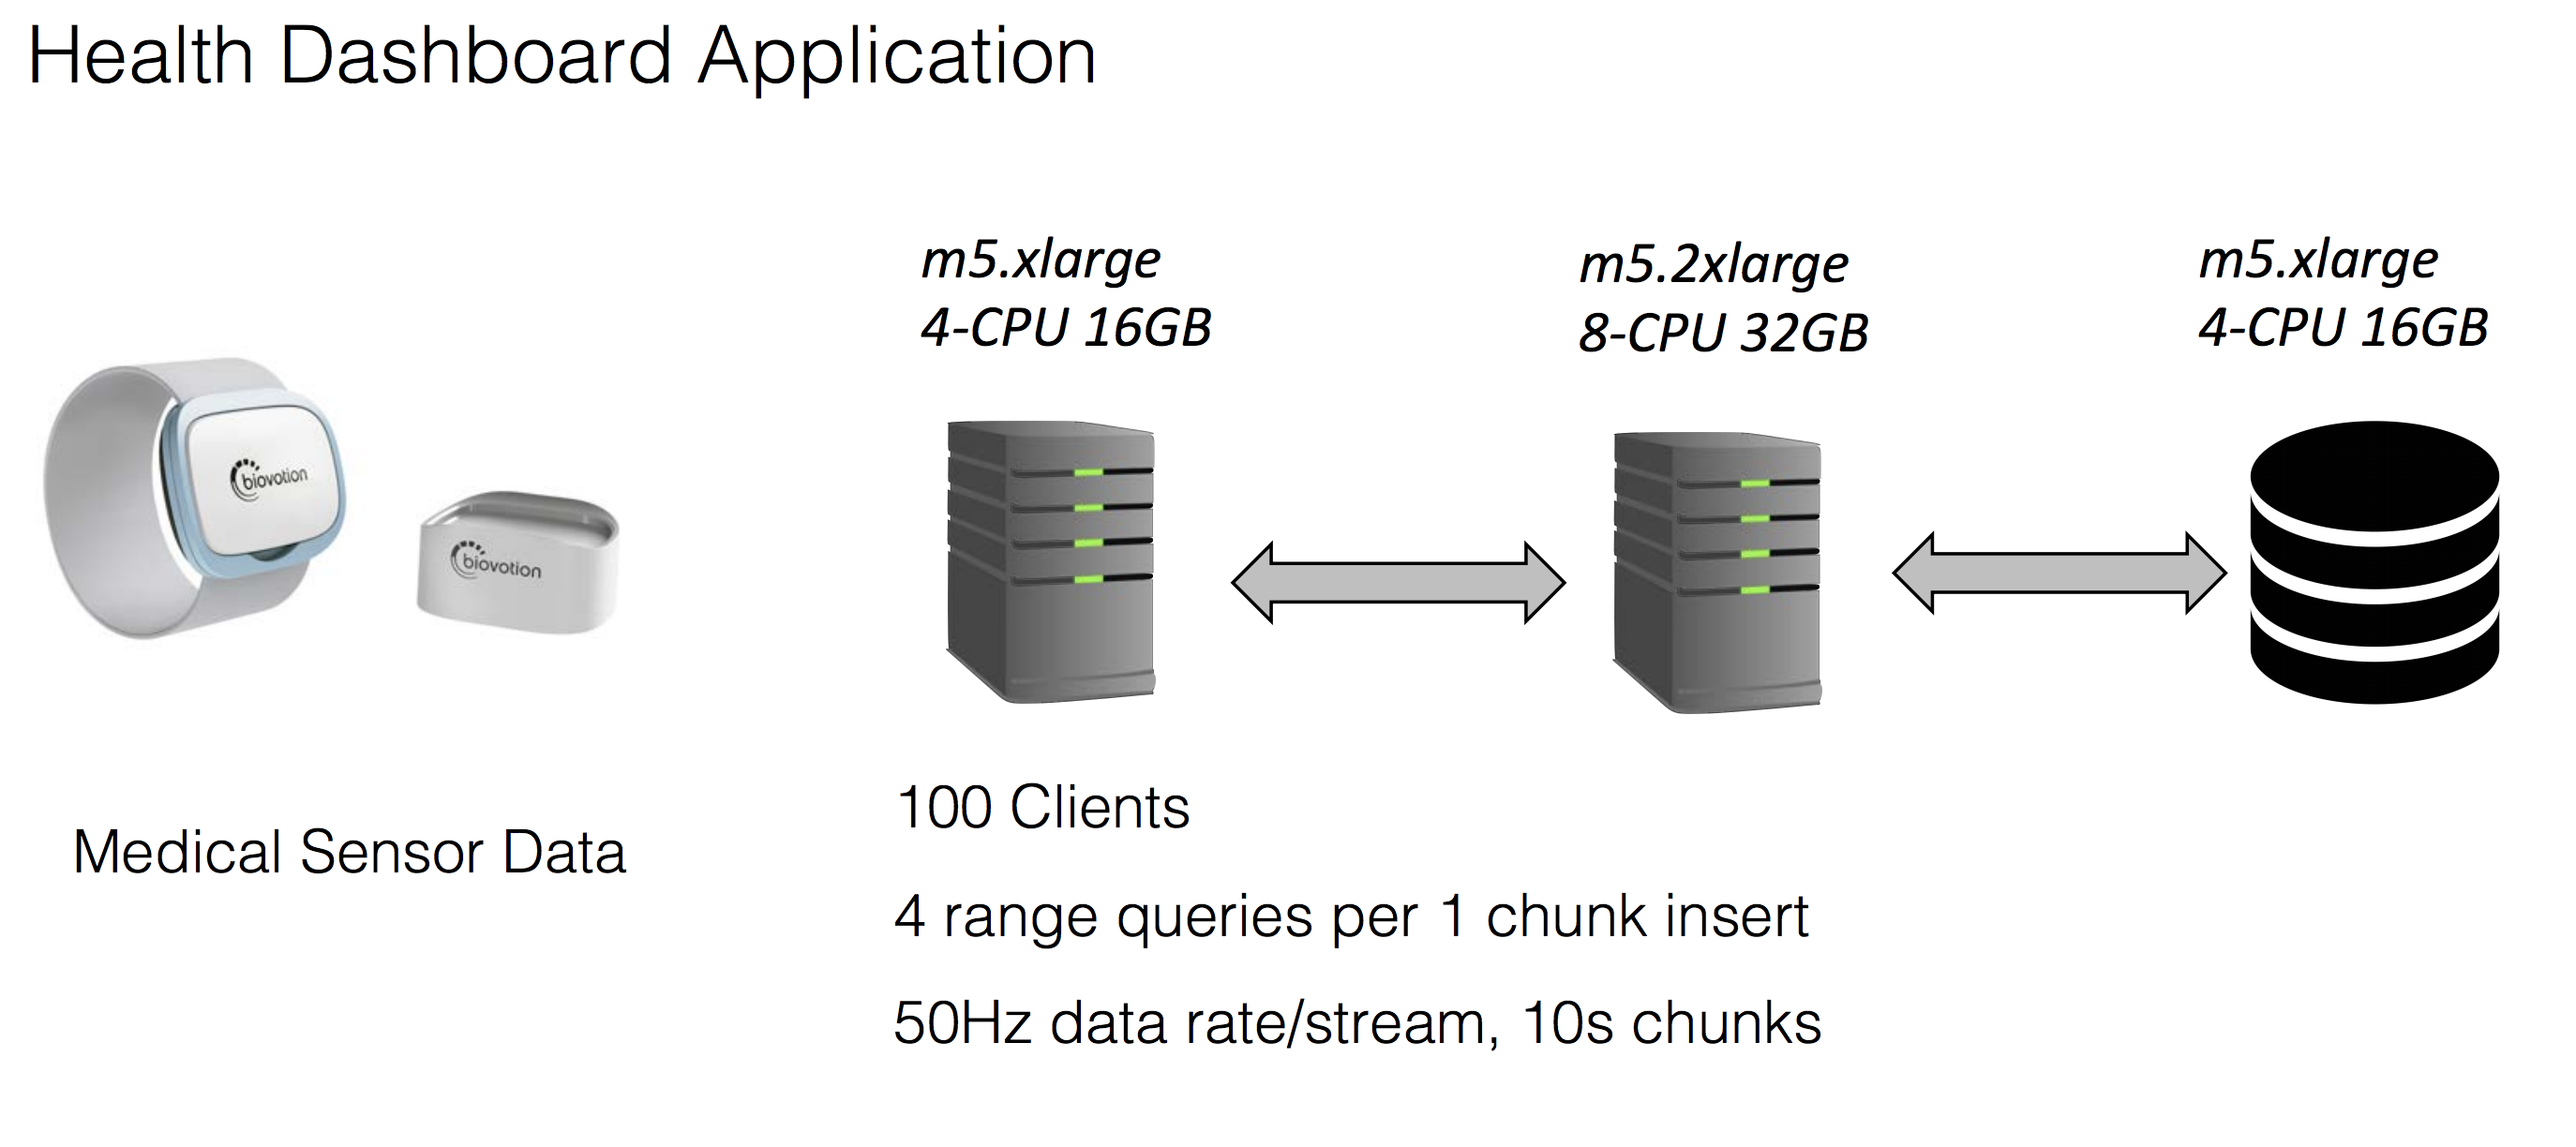 Health Dashboard Application
m5.xlarge
4-CPU 16GB
m5.2xlarge
8-CPU 32GB
m5.xlarge
4-CPU 16GB
biovotion
biovotion
Medical Sensor Data
100 Clients
4 range queries per 1 chunk insert
50Hz data rate/stream, 10s chunks